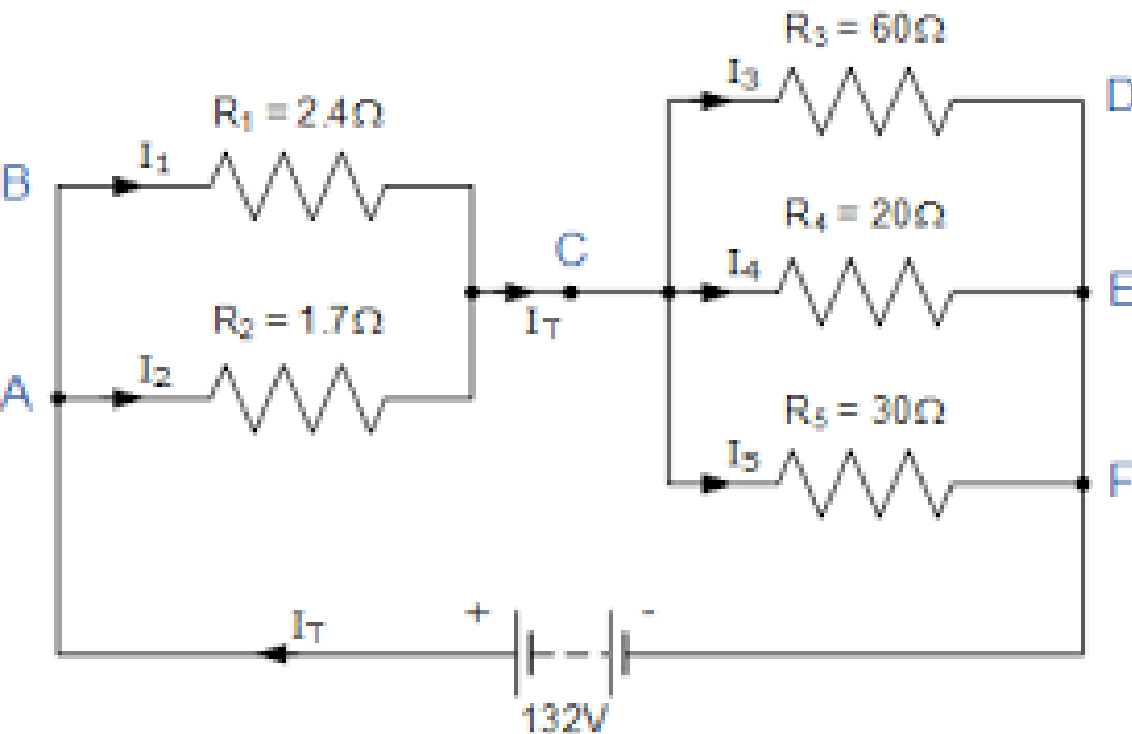 R₃ = 60Ω
I₃
D
R₁ = 2.4Ω
B
I₁
R₄ = 20Ω
C
I₄
E
I_T
R₂ = 1.7Ω
A
I₂
R₅ = 30Ω
I₅
F
I_T
+
-
132V